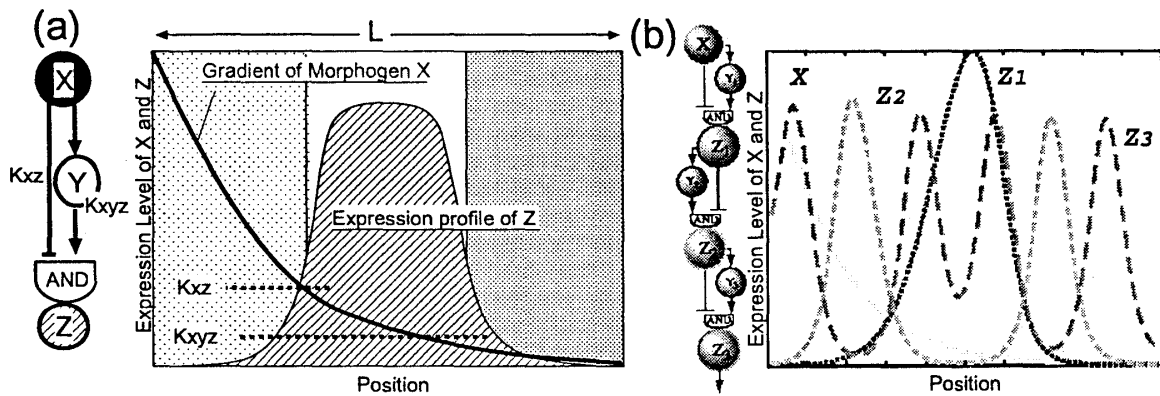 (a)
L
X
Gradient of Morphogen X
Kxz
Y
Kxyz
Expression profile of Z
AND
Z
Kxz
Kxyz
Expression Level of X and Z
Position
(b)
X
Y
AND
Z
AND
Z
Y
AND
Z
Expression Level of X and Z
X
Z2
Z1
Z3
Position